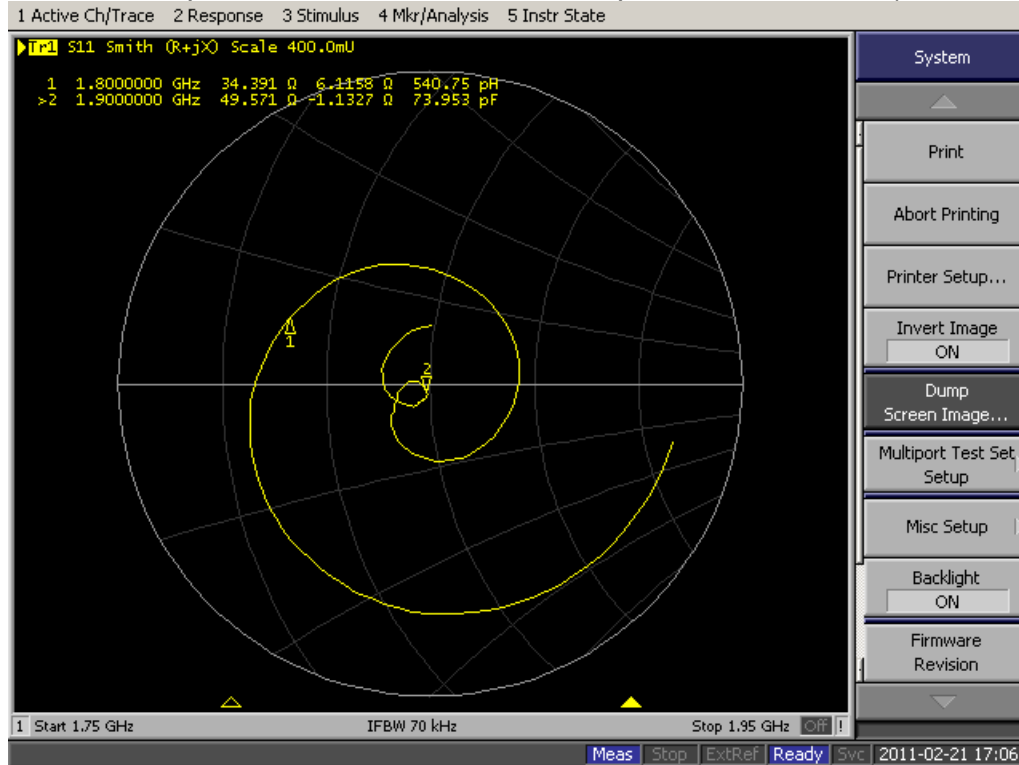 1 Active Ch/Trace 2 Response 3 Stimulus 4 Mkr/Analysis 5 Instr State
Tr1 S11 Smith (R+jX) Scale 400.0mU
1 1.8000000 GHz 34.391 Ω 6.1158 Ω 540.75 pH
>2 1.9000000 GHz 49.571 Ω -1.1327 Ω 73.953 pF
1
2
System
Print
Abort Printing
Printer Setup...
Invert Image
ON
Dump
Screen Image...
Multiport Test Set
Setup
Misc Setup
Backlight
ON
Firmware
Revision
1 Start 1.75 GHz IFBW 70 kHz Stop 1.95 GHz Off !
Meas Stop ExtRef Ready Svc 2011-02-21 17:06